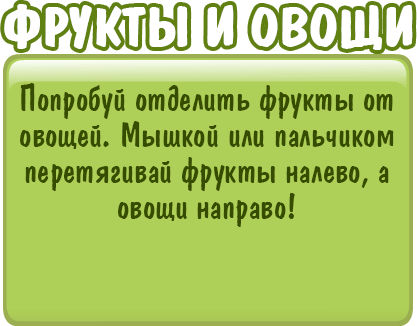 ФРУКТЫ И ОВОЩИ
Попробуй отделить фрукты от
овощей. Мышкой или пальчиком
перетягивай фрукты налево, а
овощи направо!